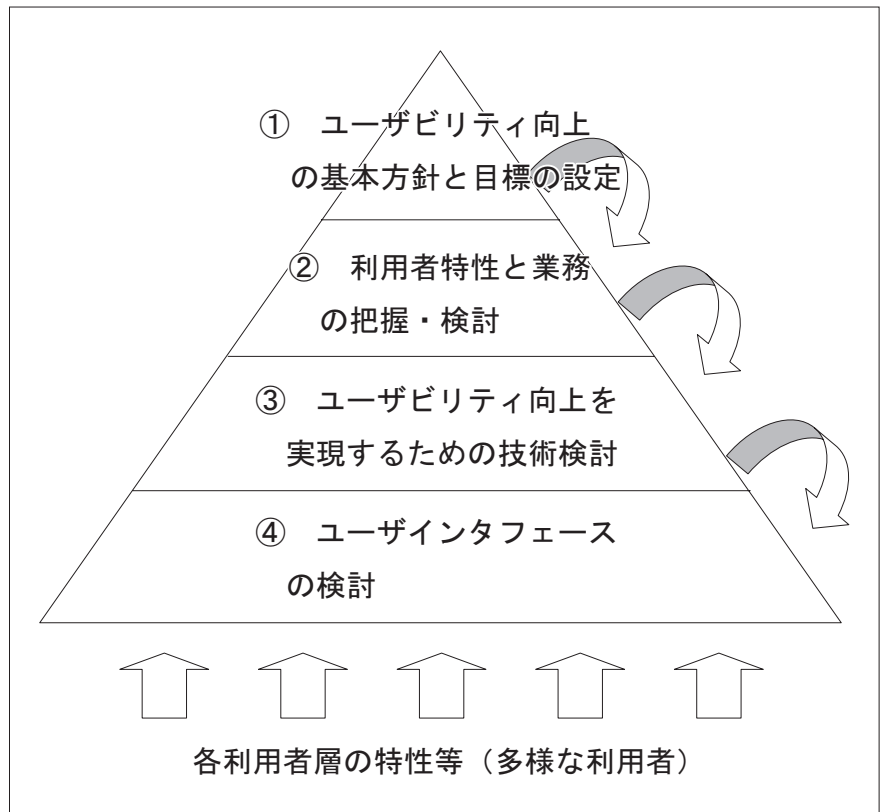 ① ユーザビリティ向上
の基本方針と目標の設定
② 利用者特性と業務
の把握・検討
③ ユーザビリティ向上を
実現するための技術検討
④ ユーザインタフェース
の検討
各利用者層の特性等（多様な利用者）